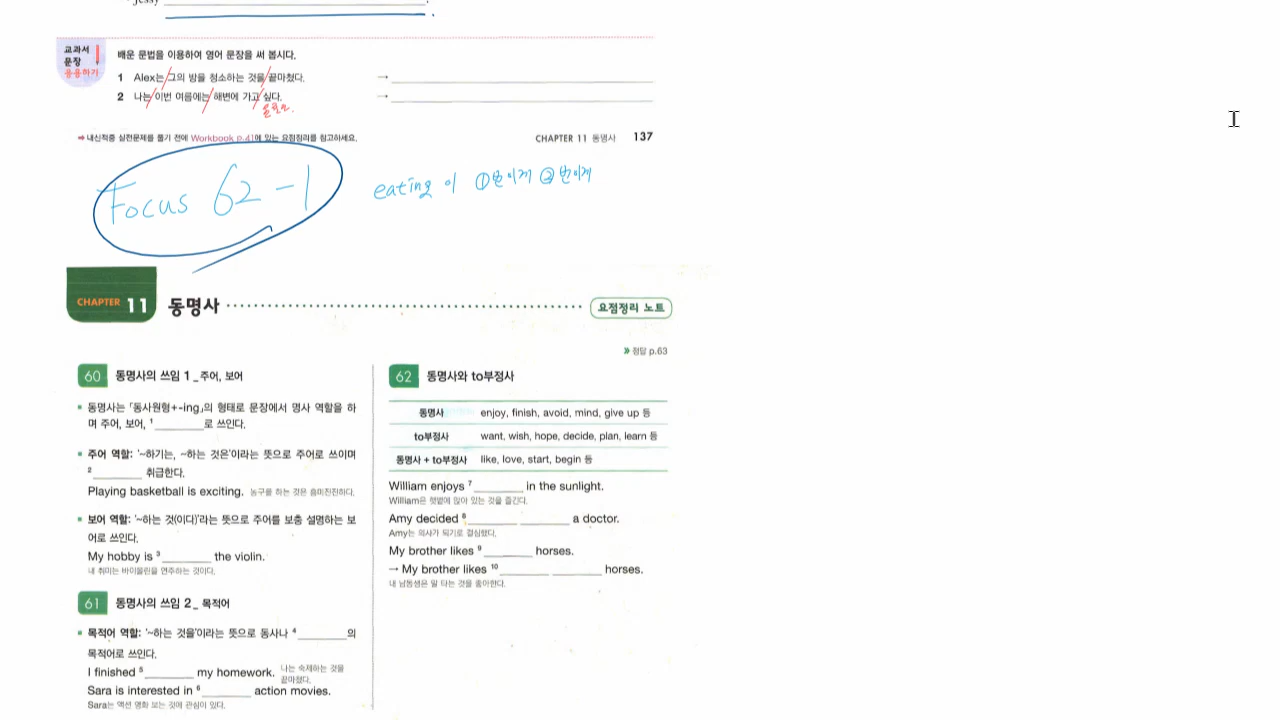 Jessy ______________________________ .
교과서
문장
응용하기
배운 문법을 이용하여 영어 문장을 써 봅시다.
1 Alex는 그의 방을 청소하는 것을 끝마쳤다. → ______________________________
2 나는 이번 여름에는 해변에 가고 싶다. → ______________________________
➡ 내신적중 실전문제를 풀기 전에 Workbook p.41에 있는 요점정리를 참고하세요.
CHAPTER 11 동명사 137
Focus 62-1
eating 이 ①번이게 ②번이게
CHAPTER 11 동명사
요점정리 노트
» 정답 p.63
60 동명사의 쓰임 1 _ 주어, 보어
동명사는 「동사원형+-ing」의 형태로 문장에서 명사 역할을 하
며 주어, 보어, 1 ________로 쓰인다.
주어 역할: '~하기는, ~하는 것은'이라는 뜻으로 주어로 쓰이며
2 ________ 취급한다.
Playing basketball is exciting. 농구를 하는 것은 흥미진진하다.
보어 역할: '~하는 것(이다)'라는 뜻으로 주어를 보충 설명하는 보
어로 쓰인다.
My hobby is 3 ________ the violin.
내 취미는 바이올린을 연주하는 것이다.
61 동명사의 쓰임 2 _ 목적어
목적어 역할: '~하는 것을'이라는 뜻으로 동사나 4 ________의
목적어로 쓰인다.
I finished 5 ________ my homework. 나는 숙제하는 것을
끝마쳤다.
Sara is interested in 6 ________ action movies.
Sara는 액션 영화 보는 것에 관심이 있다.
62 동명사와 to부정사
동명사 enjoy, finish, avoid, mind, give up 등
to부정사 want, wish, hope, decide, plan, learn 등
동명사 + to부정사 like, love, start, begin 등
William enjoys 7 ________ in the sunlight.
William은 햇볕에 앉아 있는 것을 즐긴다.
Amy decided 8 ________ ________ a doctor.
Amy는 의사가 되기로 결심했다.
My brother likes 9 ________ horses.
→ My brother likes 10 ________ ________ horses.
내 남동생은 말 타는 것을 좋아한다.